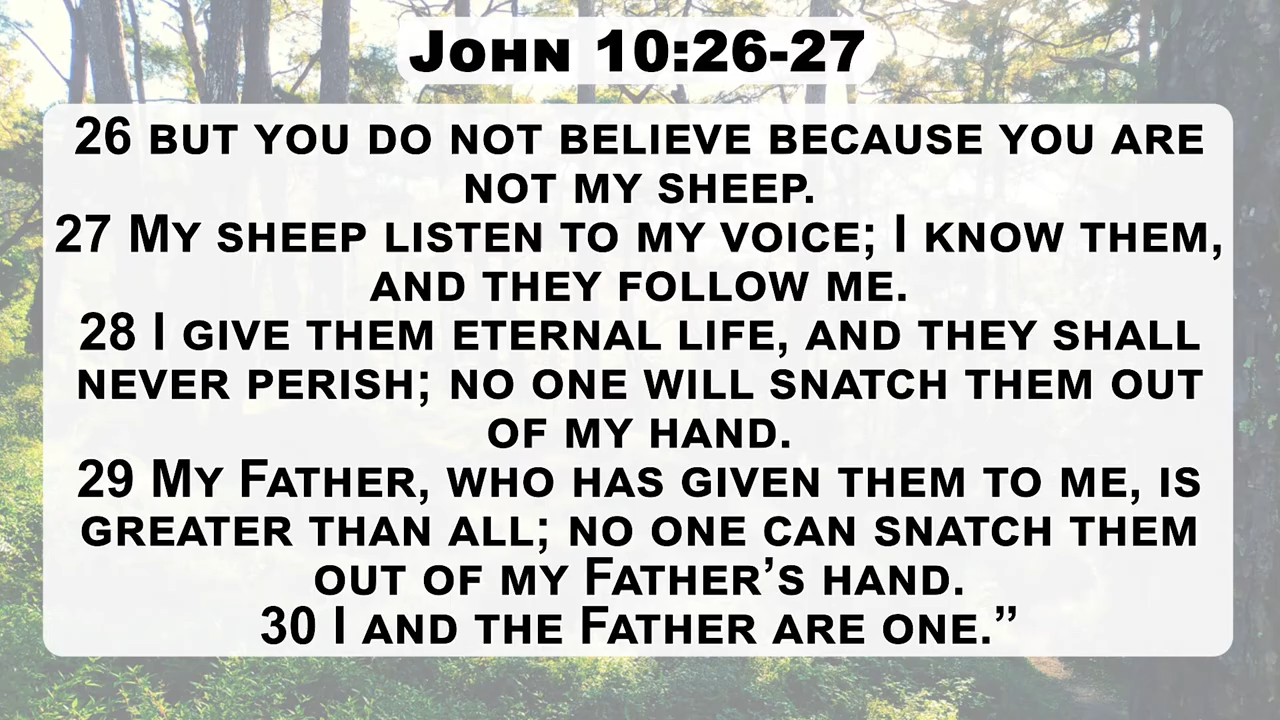 John 10:26-27
26 but you do not believe because you are
not my sheep.
27 My sheep listen to my voice; I know them,
and they follow me.
28 I give them eternal life, and they shall
never perish; no one will snatch them out
of my hand.
29 My Father, who has given them to me, is
greater than all; no one can snatch them
out of my Father’s hand.
30 I and the Father are one.”